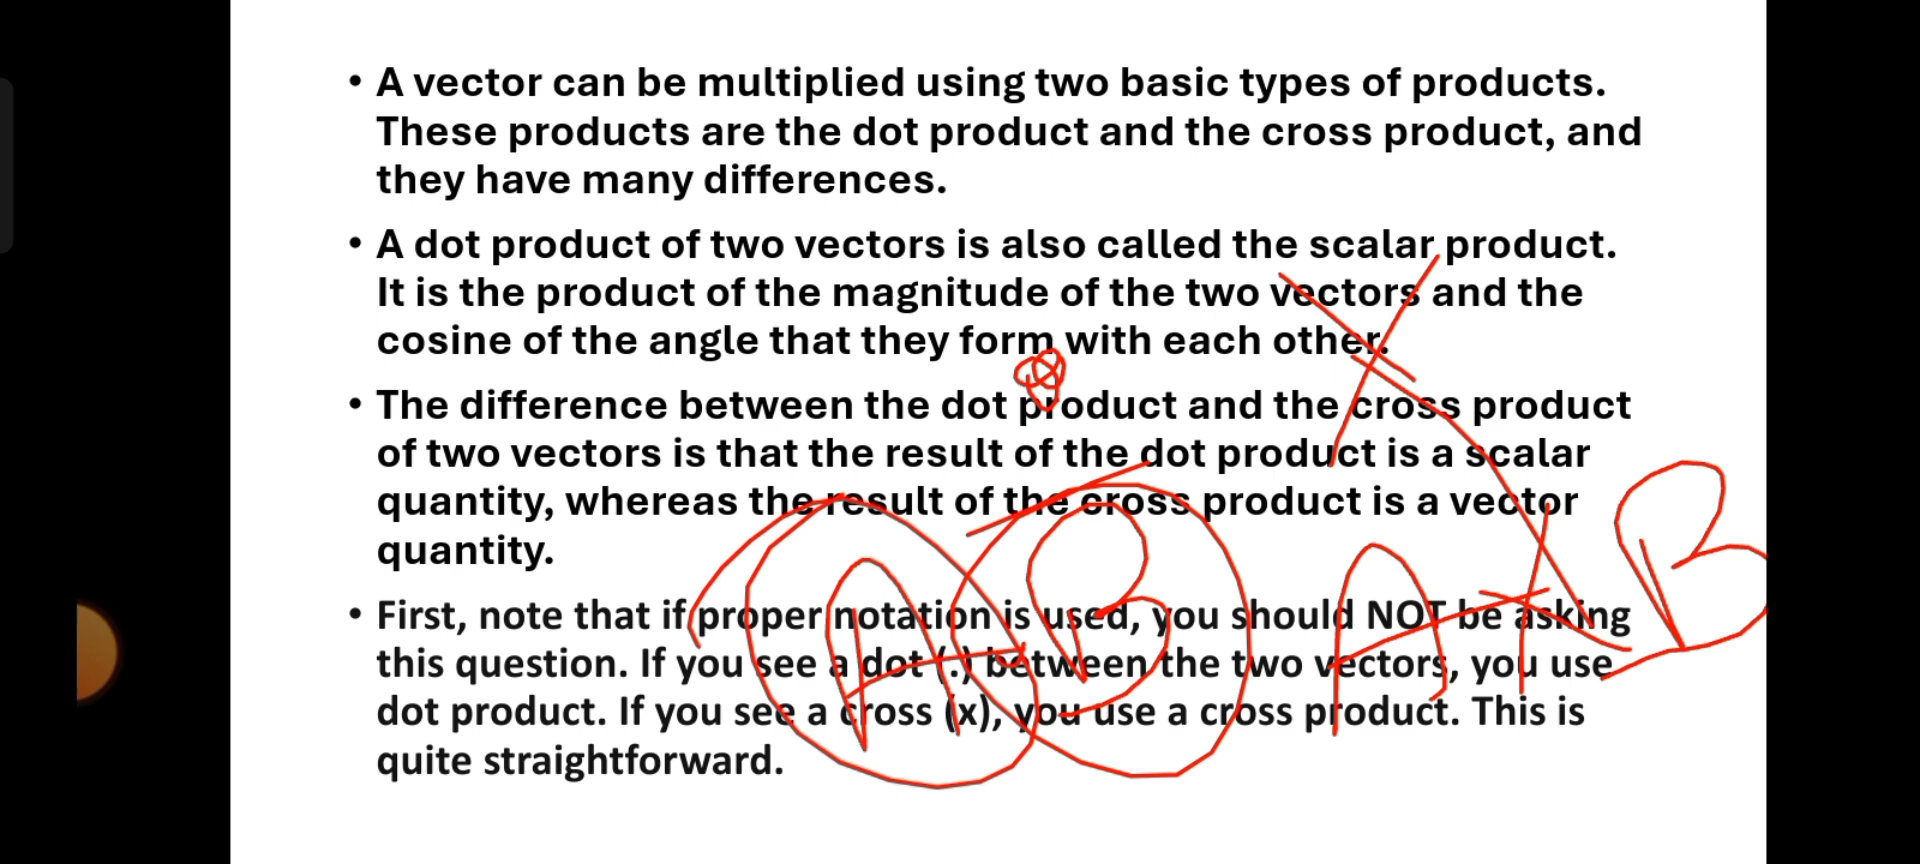 • A vector can be multiplied using two basic types of products.
These products are the dot product and the cross product, and
they have many differences.
• A dot product of two vectors is also called the scalar product.
It is the product of the magnitude of the two vectors and the
cosine of the angle that they form with each other.
• The difference between the dot product and the cross product
of two vectors is that the result of the dot product is a scalar
quantity, whereas the result of the cross product is a vector
quantity.
• First, note that if proper notation is used, you should NOT be asking
this question. If you see a dot (.) between the two vectors, you use
dot product. If you see a cross (x), you use a cross product. This is
quite straightforward.
A B A x B